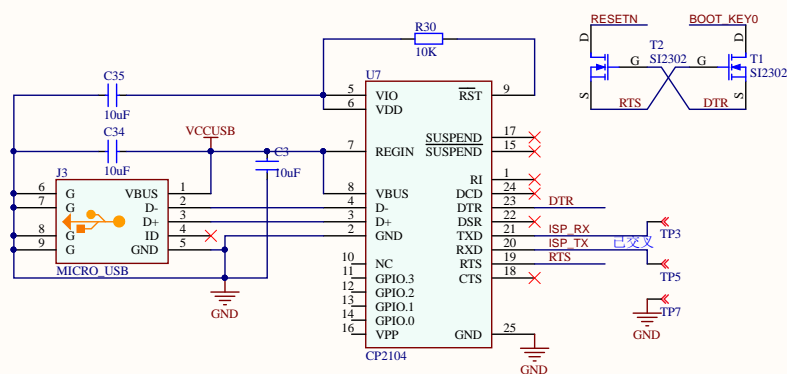 RESETN
BOOT_KEY0
D
D
T2
G
SI2302
G
T1
SI2302
S
RTS
DTR
S
R30
10K
C35
10uF
U7
5
VIO
RST
9
6
VDD
C34
10uF
VCCUSB
C3
10uF
7
REGIN
SUSPEND
17
SUSPEND
15
J3
RI
1
6
G
VBUS
1
8
VBUS
DCD
24
7
G
D-
2
4
D-
DTR
23
DTR
D+
3
3
D+
DSR
22
8
G
ID
4
2
GND
TXD
21
ISP_RX
TP3
9
G
GND
5
RXD
20
ISP_TX
已交叉
MICRO_USB
10
NC
RTS
19
RTS
11
GPIO.3
CTS
18
TP5
12
GPIO.2
13
GPIO.1
14
GPIO.0
16
VPP
GND
25
GND
TP7
CP2104
GND